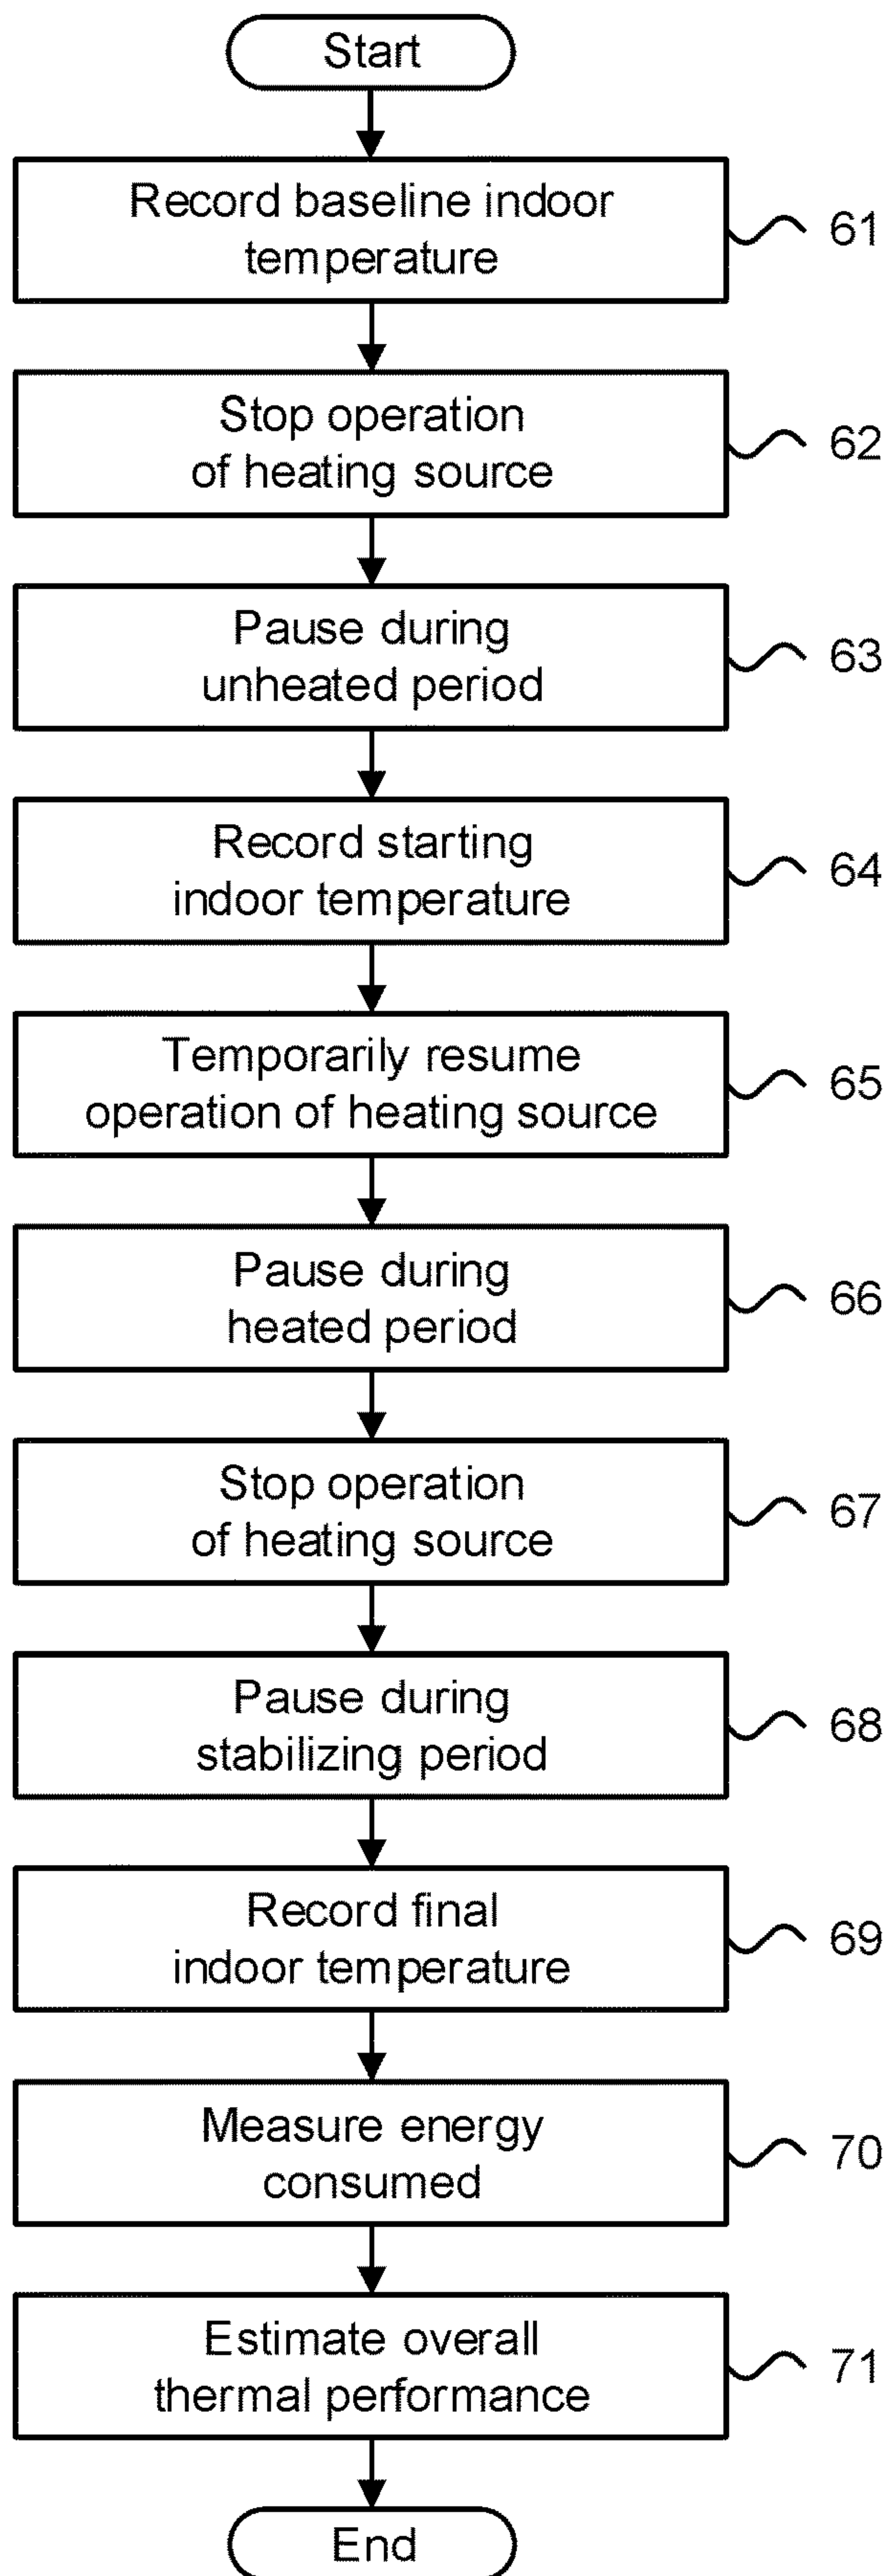 Start
Record baseline indoor
temperature
61
Stop operation
of heating source
62
Pause during
unheated period
63
Record starting
indoor temperature
64
Temporarily resume
operation of heating source
65
Pause during
heated period
66
Stop operation
of heating source
67
Pause during
stabilizing period
68
Record final
indoor temperature
69
Measure energy
consumed
70
Estimate overall
thermal performance
71
End